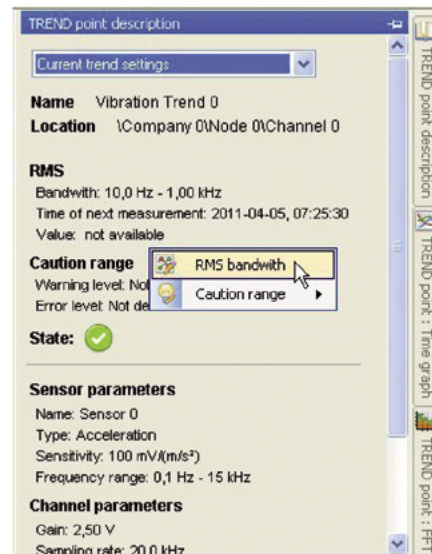 TREND point description
Current trend settings
Name Vibration Trend 0
Location \Company 0\Node 0\Channel 0
RMS
Bandwith: 10,0 Hz - 1,00 kHz
Time of next measurement: 2011-04-05, 07:25:30
Value: not available
Caution range
Warning level: Not
Error level: Not de
RMS bandwith
Caution range
State:
Sensor parameters
Name: Sensor 0
Type: Acceleration
Sensitivity: 100 mV/(m/s²)
Frequency range: 0,1 Hz - 15 kHz
Channel parameters
Gain: 2,50 V
Sampling rate: 20,0 kHz
TREND point description
TREND point : Time graph
TREND point : FF